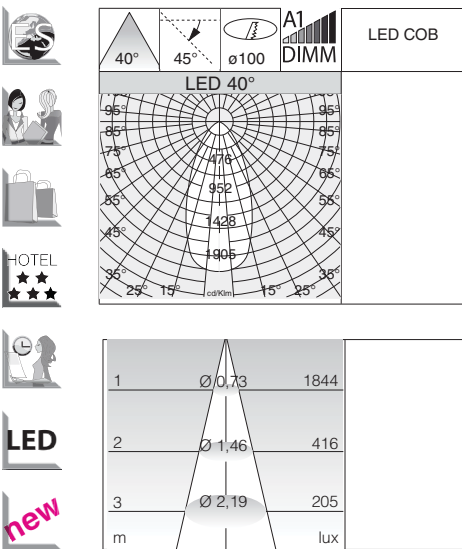 ES
HOTEL
LED
new
40°
45°
ø100
A1
DIMM
LED COB
LED 40°
95° 95°
85° 85°
75° 75°
65° 65°
55° 55°
45° 45°
35° 35°
25° 15° cd/Klm 15° 25°
476
952
1428
1905
1 Ø 0,73 1844
2 Ø 1,46 416
3 Ø 2,19 205
m lux